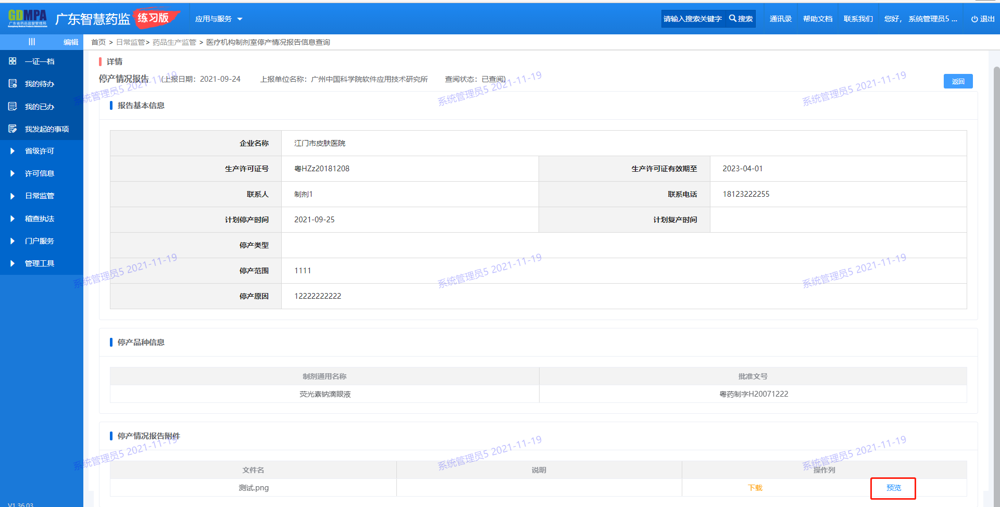 GDMPA
广东省药品监督管理局
Guangdong Medical Products Administration
广东智慧药监
练习版
应用与服务
请输入搜索关键字
搜索
通讯录
帮助文档
联系我们
您好， 系统管理员5 ...
退出
编辑
首页 > 日常监管> 药品生产监管 > 医疗机构制剂室停产情况报告信息查询
一证一档
我的待办
我的已办
我发起的事项
省级许可
许可信息
日常监管
稽查执法
门户服务
管理工具
V1.36.03
详情
停产情况报告 (上报日期：2021-09-24 上报单位名称：广州中国科学院软件应用技术研究所 查阅状态：已查阅)
返回
系统管理员5 2021-11-19
系统管理员5 2021-11-19
系统管理员5 2021-11-19
报告基本信息
企业名称 江门市皮肤医院
生产许可证号 粤HZz20181208 生产许可证有效期至 2023-04-01
联系人 制剂1 联系电话 18123222255
计划停产时间 2021-09-25 计划复产时间
停产类型
停产范围 1111
系统管理员5 2021-11-19
系统管理员5 2021-11-19
系统管理员5 2021-11-19
停产原因 12222222222
停产品种信息
制剂通用名称 批准文号
荧光素钠滴眼液 粤药制字H20071222
停产情况报告附件
系统管理员5 2021-11-19
系统管理员5 2021-11-19
系统管理员5 2021-11-19
文件名 说明 操作列
测试.png 下载 预览